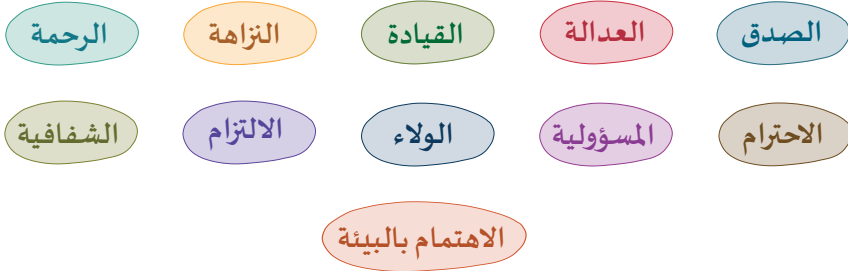 الصدق العدالة القيادة النزاهة الرحمة
الاحترام المسؤولية الولاء الالتزام الشفافية
الاهتمام بالبيئة